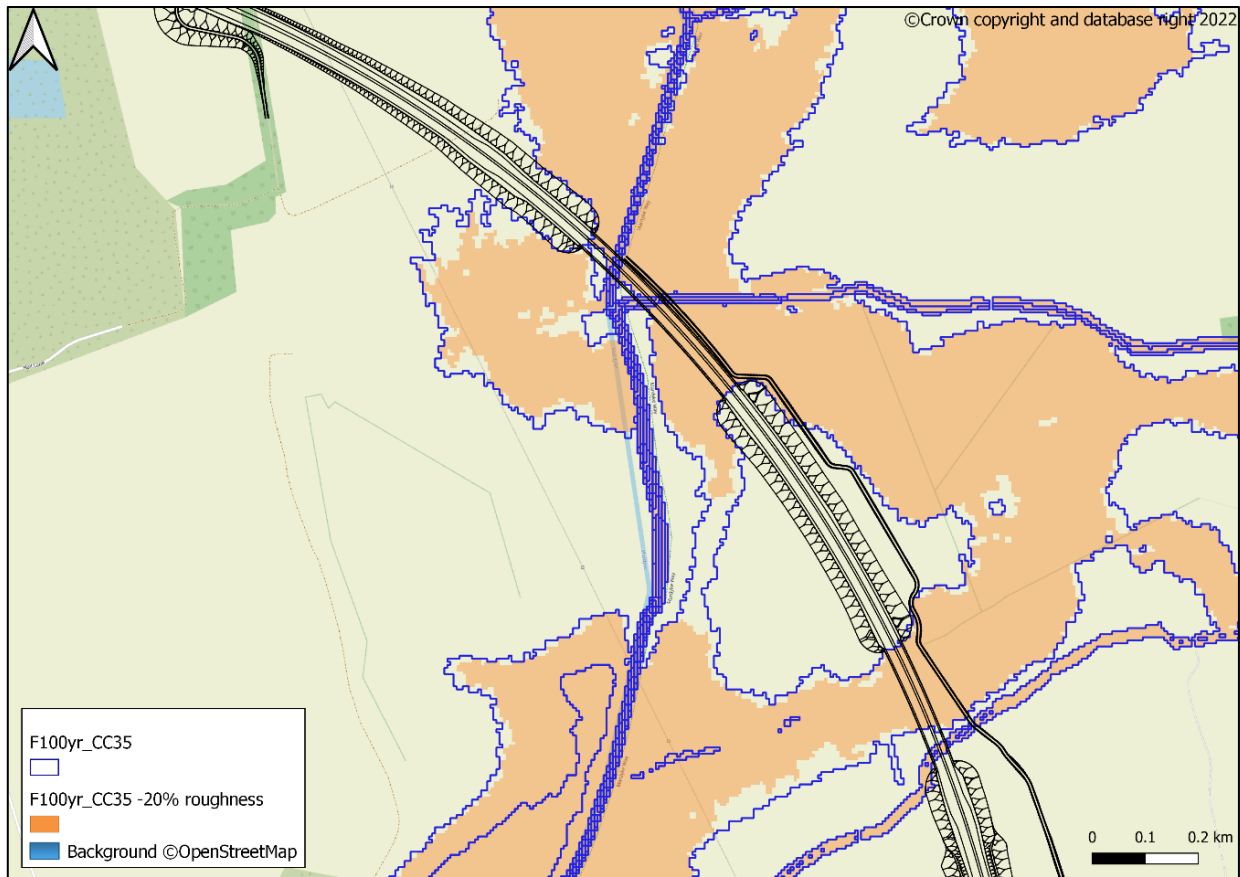 ©Crown copyright and database right 2022
F100yr_CC35
F100yr_CC35 -20% roughness
Background ©OpenStreetMap
0 0.1 0.2 km